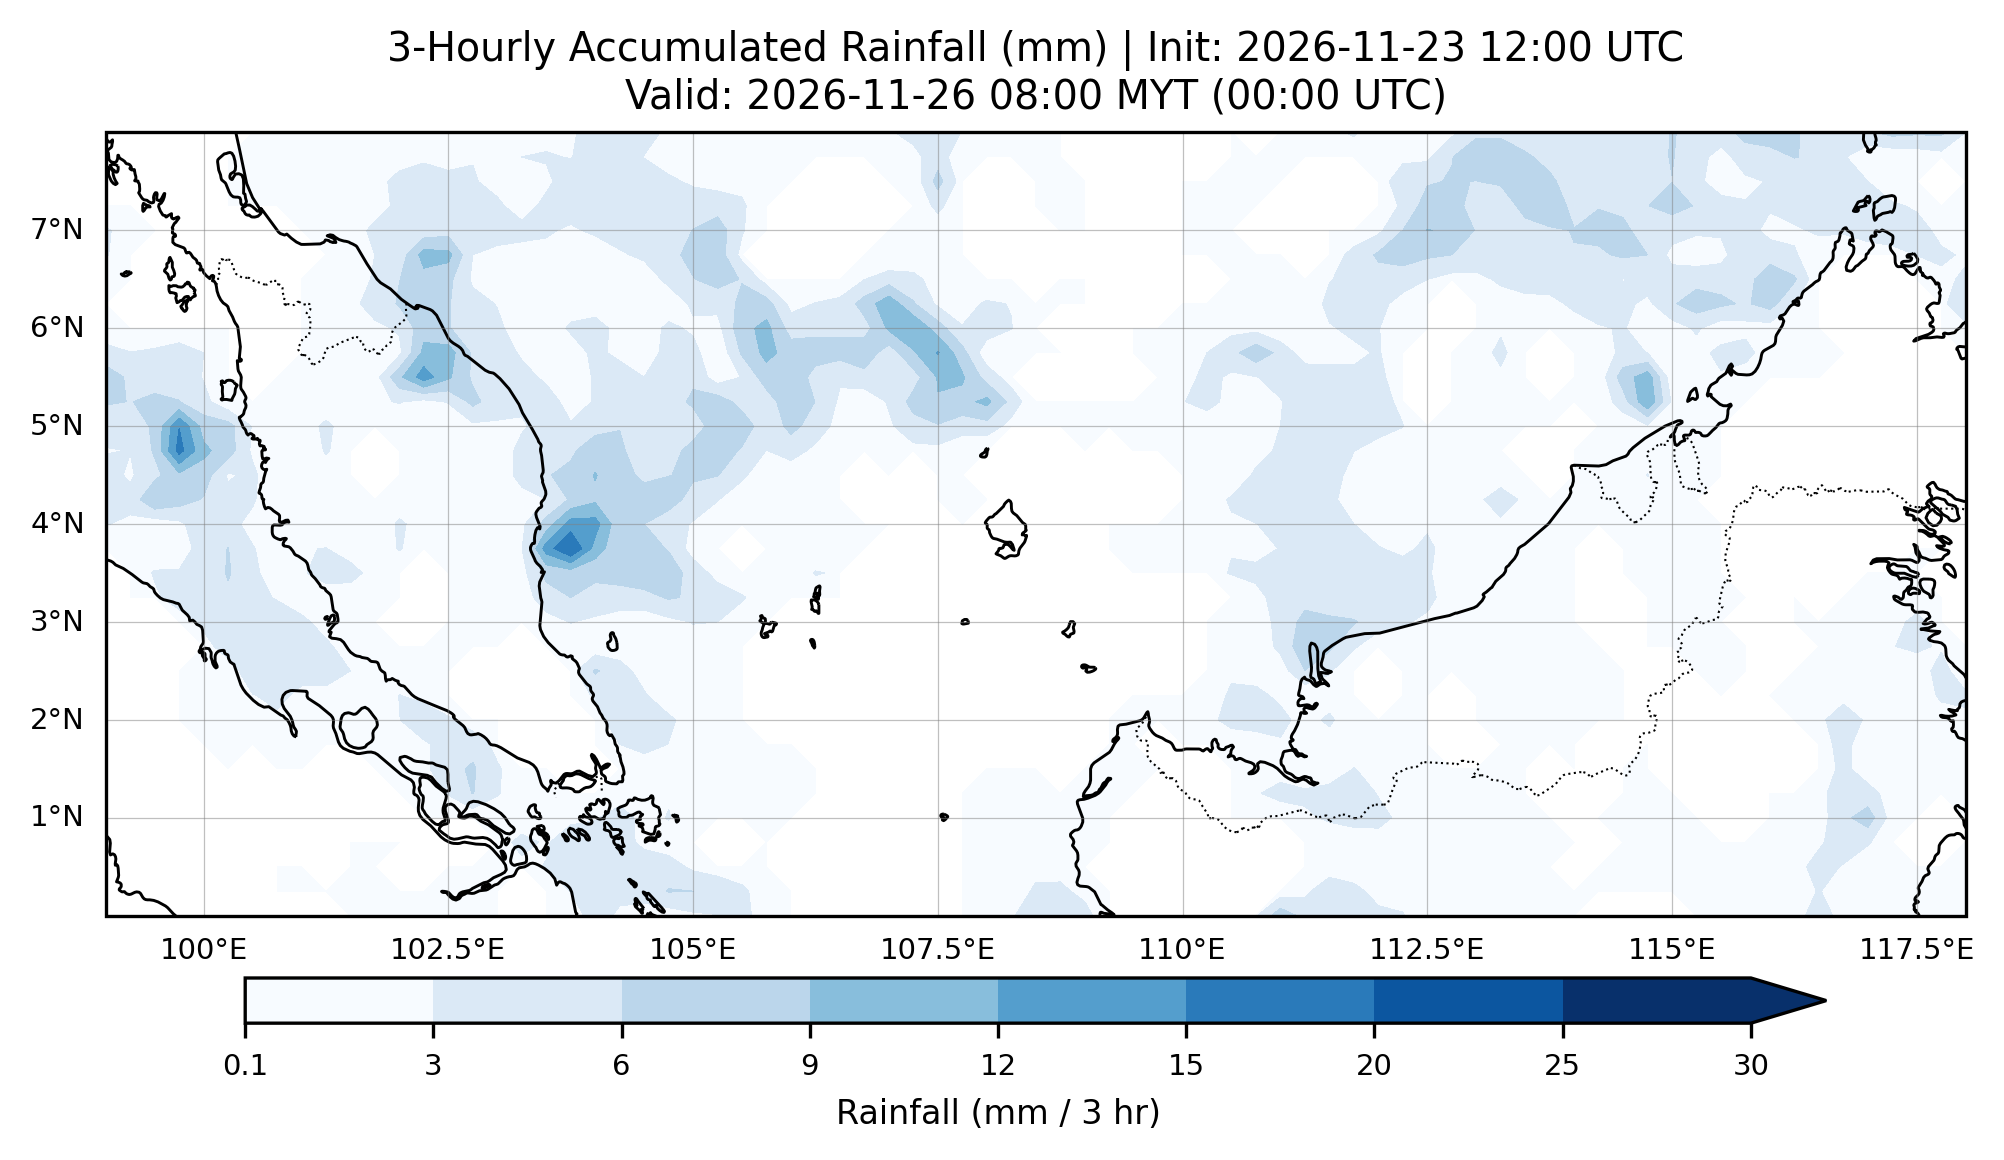 3-Hourly Accumulated Rainfall (mm) | Init: 2026-11-23 12:00 UTC
Valid: 2026-11-26 08:00 MYT (00:00 UTC)
7°N
6°N
5°N
4°N
3°N
2°N
1°N
100°E 102.5°E 105°E 107.5°E 110°E 112.5°E 115°E 117.5°E
0.1 3 6 9 12 15 20 25 30
Rainfall (mm / 3 hr)